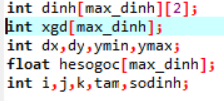 int dinh[max_dinh][2];
int xgd[max_dinh];
int dx,dy,ymin,ymax;
float hesogoc[max_dinh];
int i,j,k,tam,sodinh;